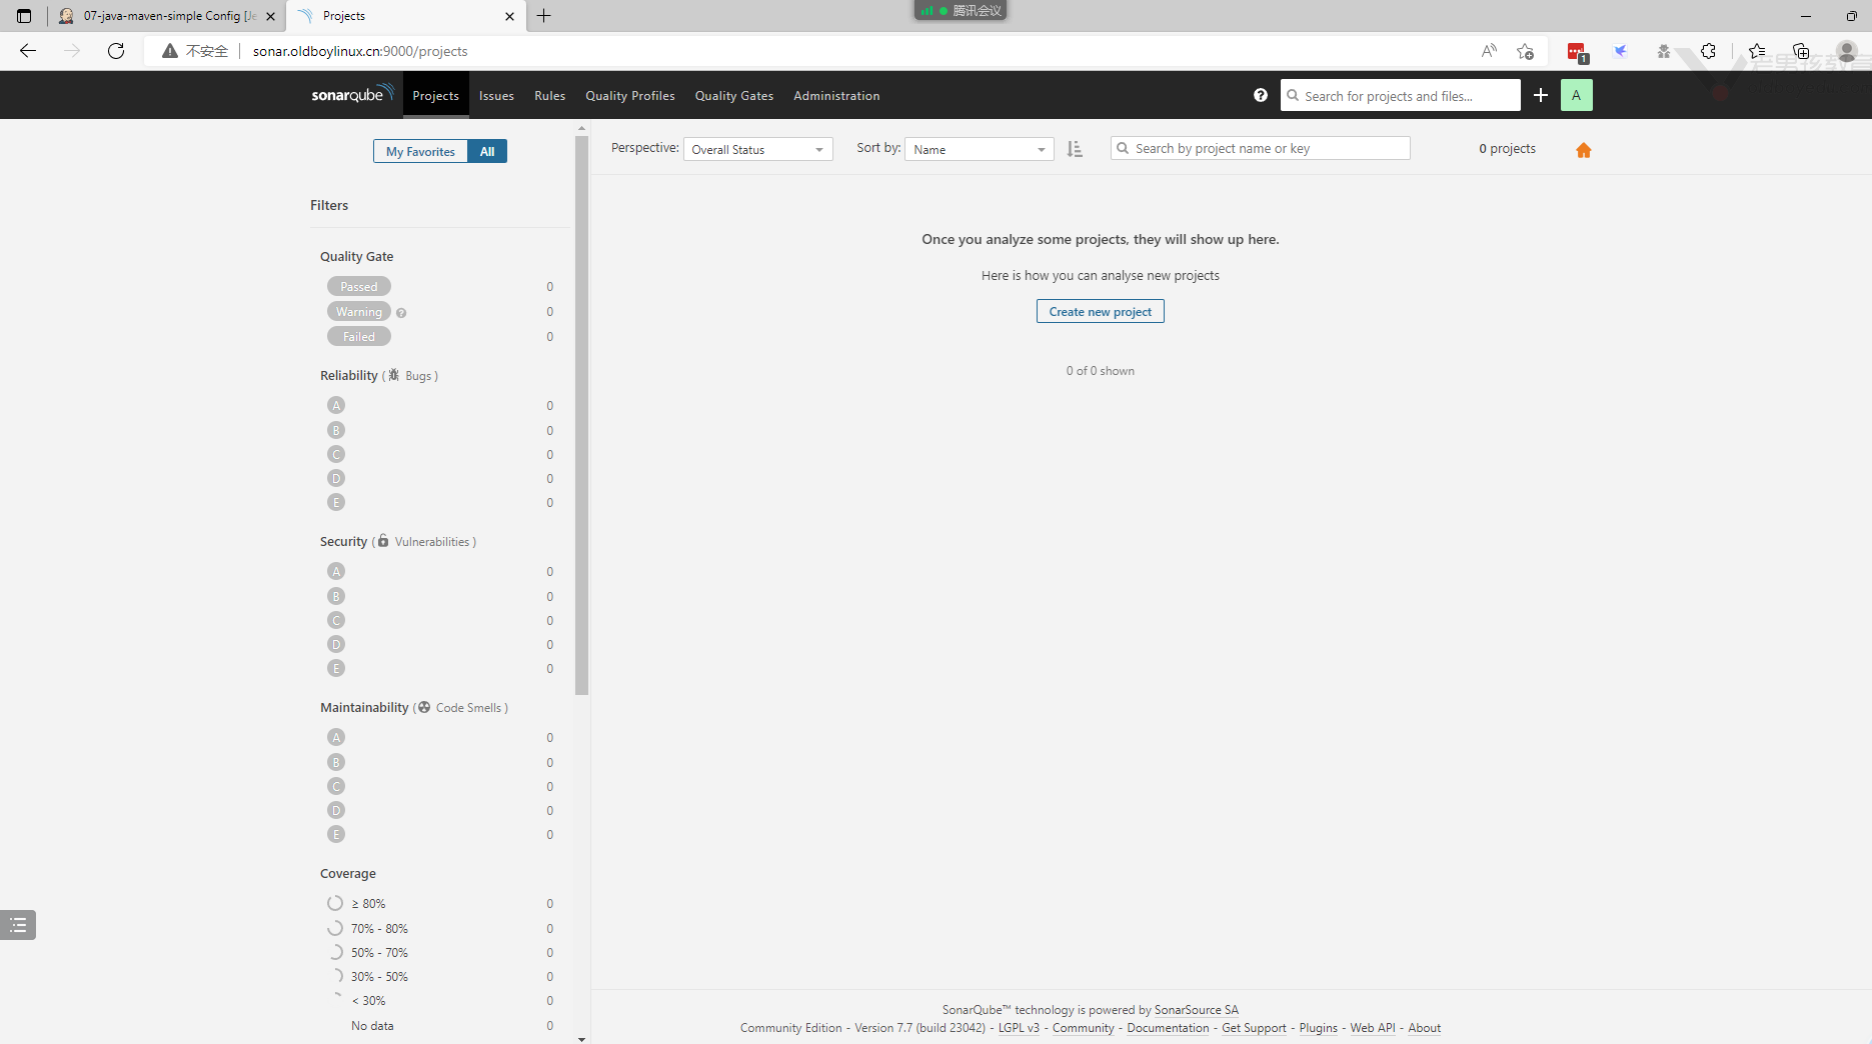 07-java-maven-simple Config [Je
Projects
腾讯会议
不安全
sonar.oldboylinux.cn:9000/projects
1
老男孩教育
sonarqube
Projects
Issues
Rules
Quality Profiles
Quality Gates
Administration
Search for projects and files...
A
My Favorites
All
Perspective:
Overall Status
Sort by:
Name
Search by project name or key
0 projects
Filters
Once you analyze some projects, they will show up here.
Here is how you can analyse new projects
Create new project
0 of 0 shown
Quality Gate
Passed 0
Warning ? 0
Failed 0
Reliability ( Bugs )
A 0
B 0
C 0
D 0
E 0
Security ( Vulnerabilities )
A 0
B 0
C 0
D 0
E 0
Maintainability ( Code Smells )
A 0
B 0
C 0
D 0
E 0
Coverage
≥ 80% 0
70% - 80% 0
50% - 70% 0
30% - 50% 0
< 30% 0
No data 0
SonarQube™ technology is powered by SonarSource SA
Community Edition - Version 7.7 (build 23042) - LGPL v3 - Community - Documentation - Get Support - Plugins - Web API - About